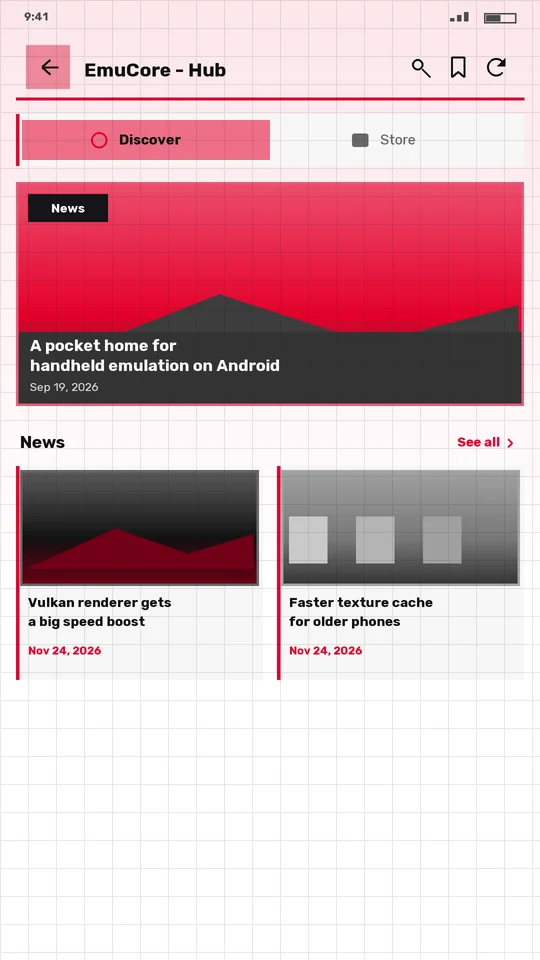 9:41
EmuCore - Hub
Discover
Store
News
A pocket home for
handheld emulation on Android
Sep 19, 2026
News
See all
Vulkan renderer gets
a big speed boost
Nov 24, 2026
Faster texture cache
for older phones
Nov 24, 2026